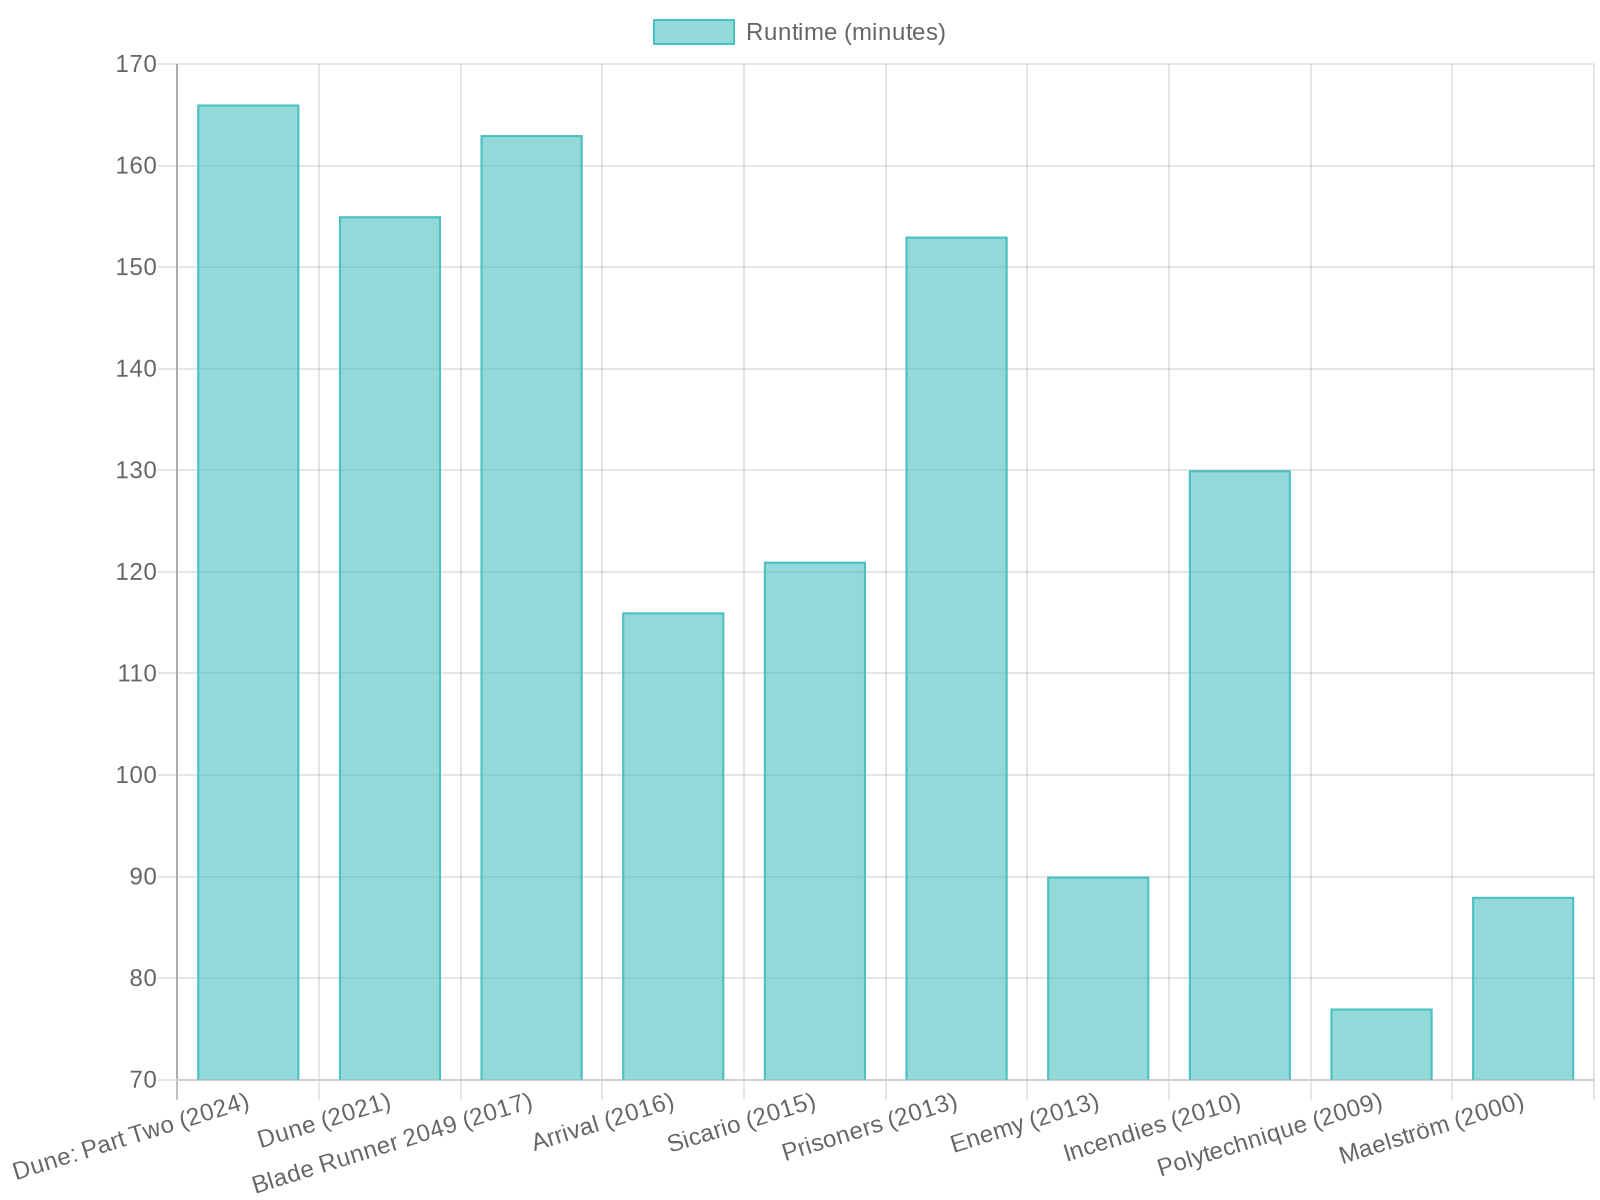 Runtime (minutes)
170
160
150
140
130
120
110
100
90
80
70
Dune: Part Two (2024)
Dune (2021)
Blade Runner 2049 (2017)
Arrival (2016)
Sicario (2015)
Prisoners (2013)
Enemy (2013)
Incendies (2010)
Polytechnique (2009)
Maelström (2000)